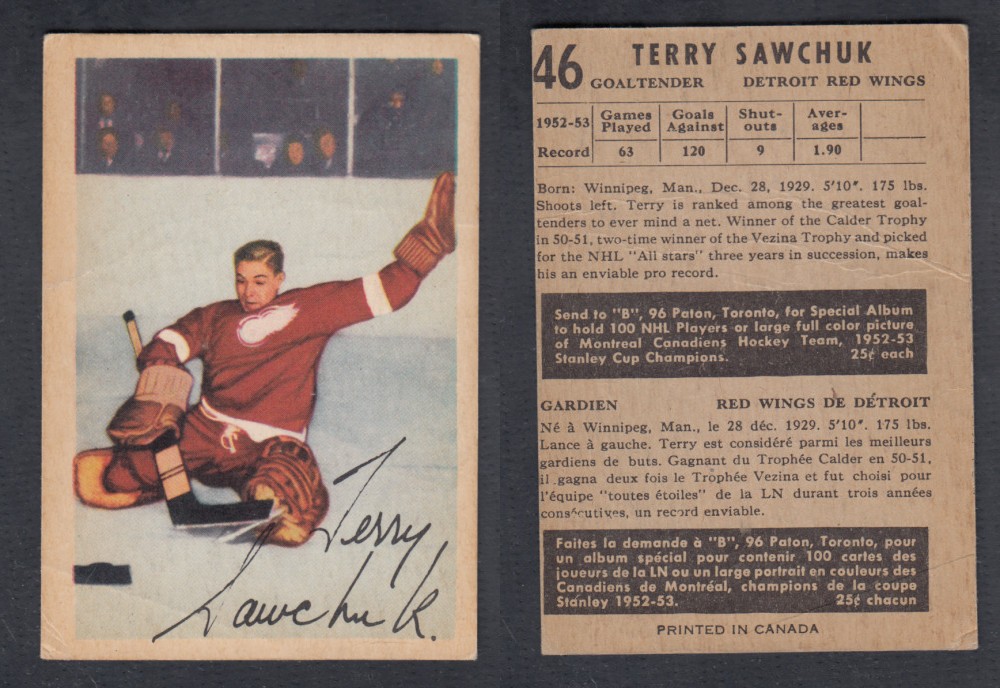 Terry
Sawchuk.
46 TERRY SAWCHUK
GOALTENDER DETROIT RED WINGS
1952-53 Games Played Goals Against Shut-outs Aver-ages
Record 63 120 9 1.90
Born: Winnipeg, Man., Dec. 28, 1929. 5'10". 175 lbs.
Shoots left. Terry is ranked among the greatest goal-
tenders to ever mind a net. Winner of the Calder Trophy
in 50-51, two-time winner of the Vezina Trophy and picked
for the NHL "All stars" three years in succession, makes
his an enviable pro record.
Send to "B", 96 Paton, Toronto, for Special Album
to hold 100 NHL Players or large full color picture
of Montreal Canadiens Hockey Team, 1952-53
Stanley Cup Champions. 25¢ each
GARDIEN RED WINGS DE DÉTROIT
Né à Winnipeg, Man., le 28 déc. 1929. 5'10". 175 lbs.
Lance à gauche. Terry est considéré parmi les meilleurs
gardiens de buts. Gagnant du Trophée Calder en 50-51,
il gagna deux fois le Trophée Vezina et fut choisi pour
l'équipe "toutes étoiles" de la LN durant trois années
consécutives, un record enviable.
Faites la demande à "B", 96 Paton, Toronto, pour
un album spécial pour contenir 100 cartes des
joueurs de la LN ou un large portrait en couleurs des
Canadiens de Montréal, champions de la coupe
Stanley 1952-53. 25¢ chacun
PRINTED IN CANADA